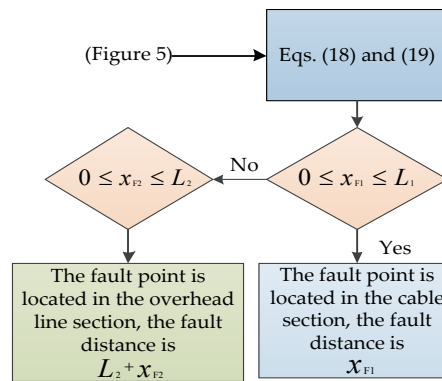 (Figure 5)
Eqs. (18) and (19)
0 ≤ x_F2 ≤ L_2
No
0 ≤ x_F1 ≤ L_1
Yes
The fault point is
located in the overhead
line section, the fault
distance is
L_2 + x_F2
The fault point is
located in the cable
section, the fault
distance is
x_F1